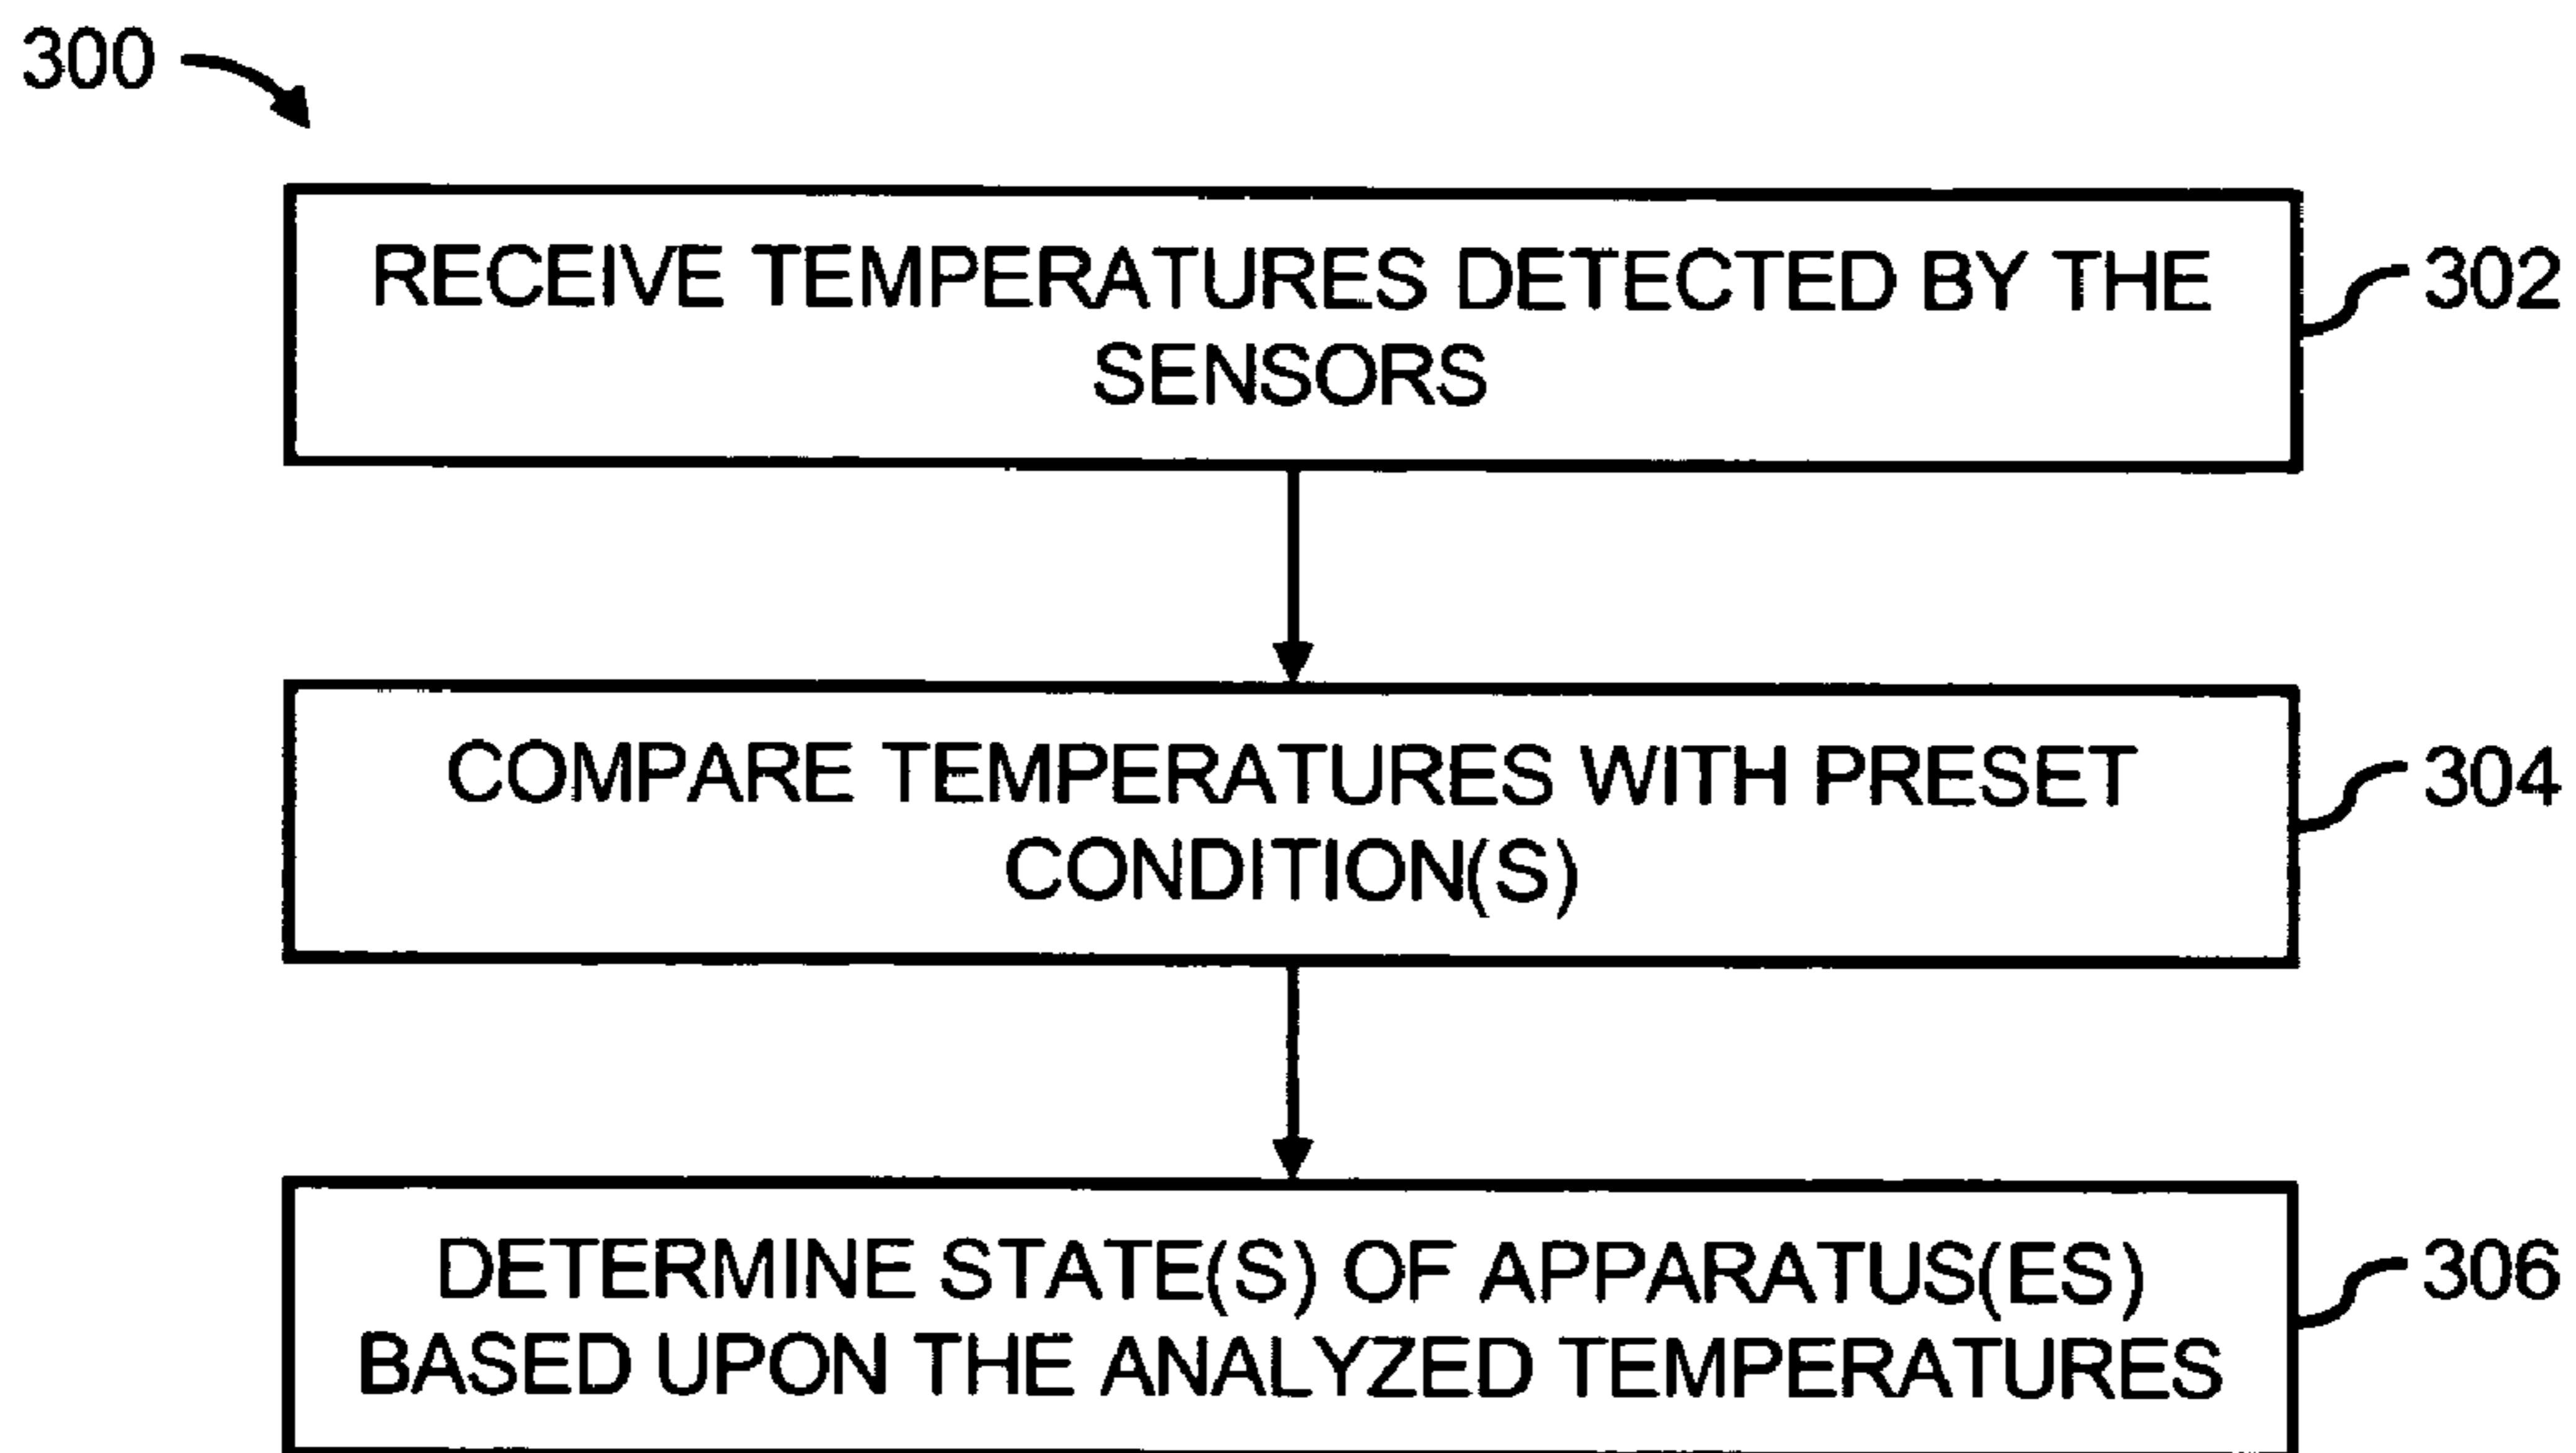 300
RECEIVE TEMPERATURES DETECTED BY THE
SENSORS
302
COMPARE TEMPERATURES WITH PRESET
CONDITION(S)
304
DETERMINE STATE(S) OF APPARATUS(ES)
BASED UPON THE ANALYZED TEMPERATURES
306